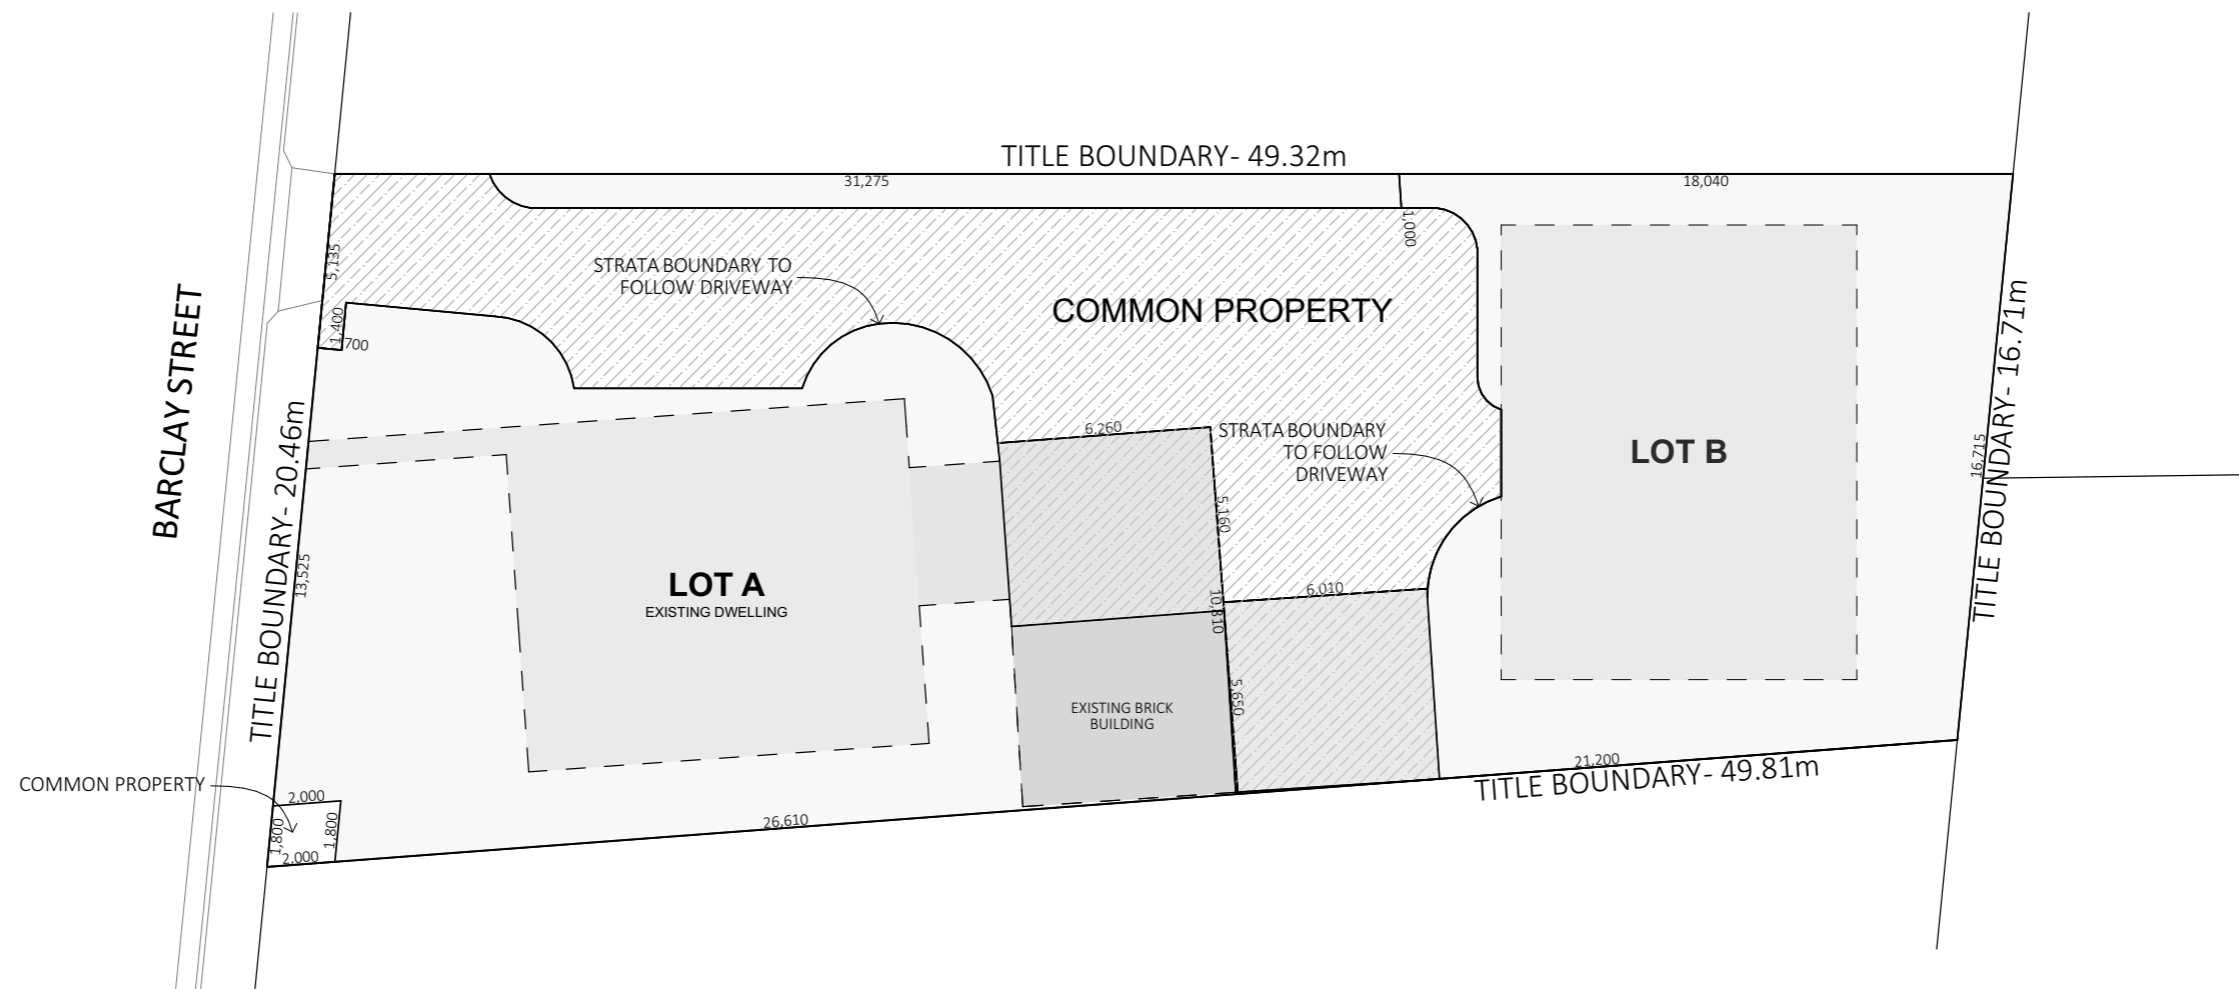 TITLE BOUNDARY- 49.32m
31,275
18,040
1,000
5,135
STRATA BOUNDARY TO
FOLLOW DRIVEWAY
COMMON PROPERTY
1,400
700
BARCLAY STREET
TITLE BOUNDARY- 20.46m
13,525
6,260
STRATA BOUNDARY
TO FOLLOW
DRIVEWAY
LOT B
TITLE BOUNDARY- 16.71m
16,715
5,160
LOT A
EXISTING DWELLING
10,810
6,010
EXISTING BRICK
BUILDING
5,650
COMMON PROPERTY
2,000
1,800
1,800
2,000
26,610
21,200
TITLE BOUNDARY- 49.81m